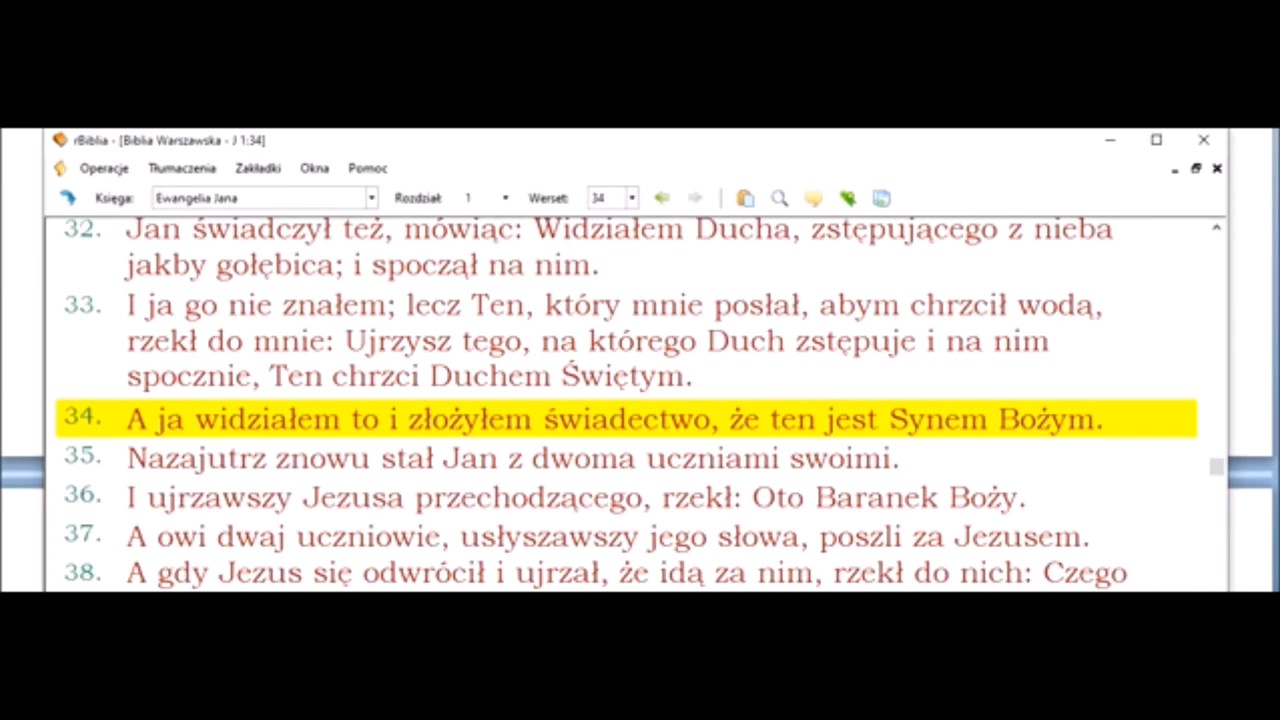 rBiblia - [Biblia Warszawska - J 1:34]
Operacje Tłumaczenia Zakładki Okna Pomoc
Księga: Ewangelia Jana Rozdział 1 Werset: 34
32. Jan świadczył też, mówiąc: Widziałem Ducha, zstępującego z nieba
jakby gołębica; i spoczął na nim.
33. I ja go nie znałem; lecz Ten, który mnie posłał, abym chrzcił wodą,
rzekł do mnie: Ujrzysz tego, na którego Duch zstępuje i na nim
spocznie, Ten chrzci Duchem Świętym.
34. A ja widziałem to i złożyłem świadectwo, że ten jest Synem Bożym.
35. Nazajutrz znowu stał Jan z dwoma uczniami swoimi.
36. I ujrzawszy Jezusa przechodzącego, rzekł: Oto Baranek Boży.
37. A owi dwaj uczniowie, usłyszawszy jego słowa, poszli za Jezusem.
38. A gdy Jezus się odwrócił i ujrzał, że idą za nim, rzekł do nich: Czego